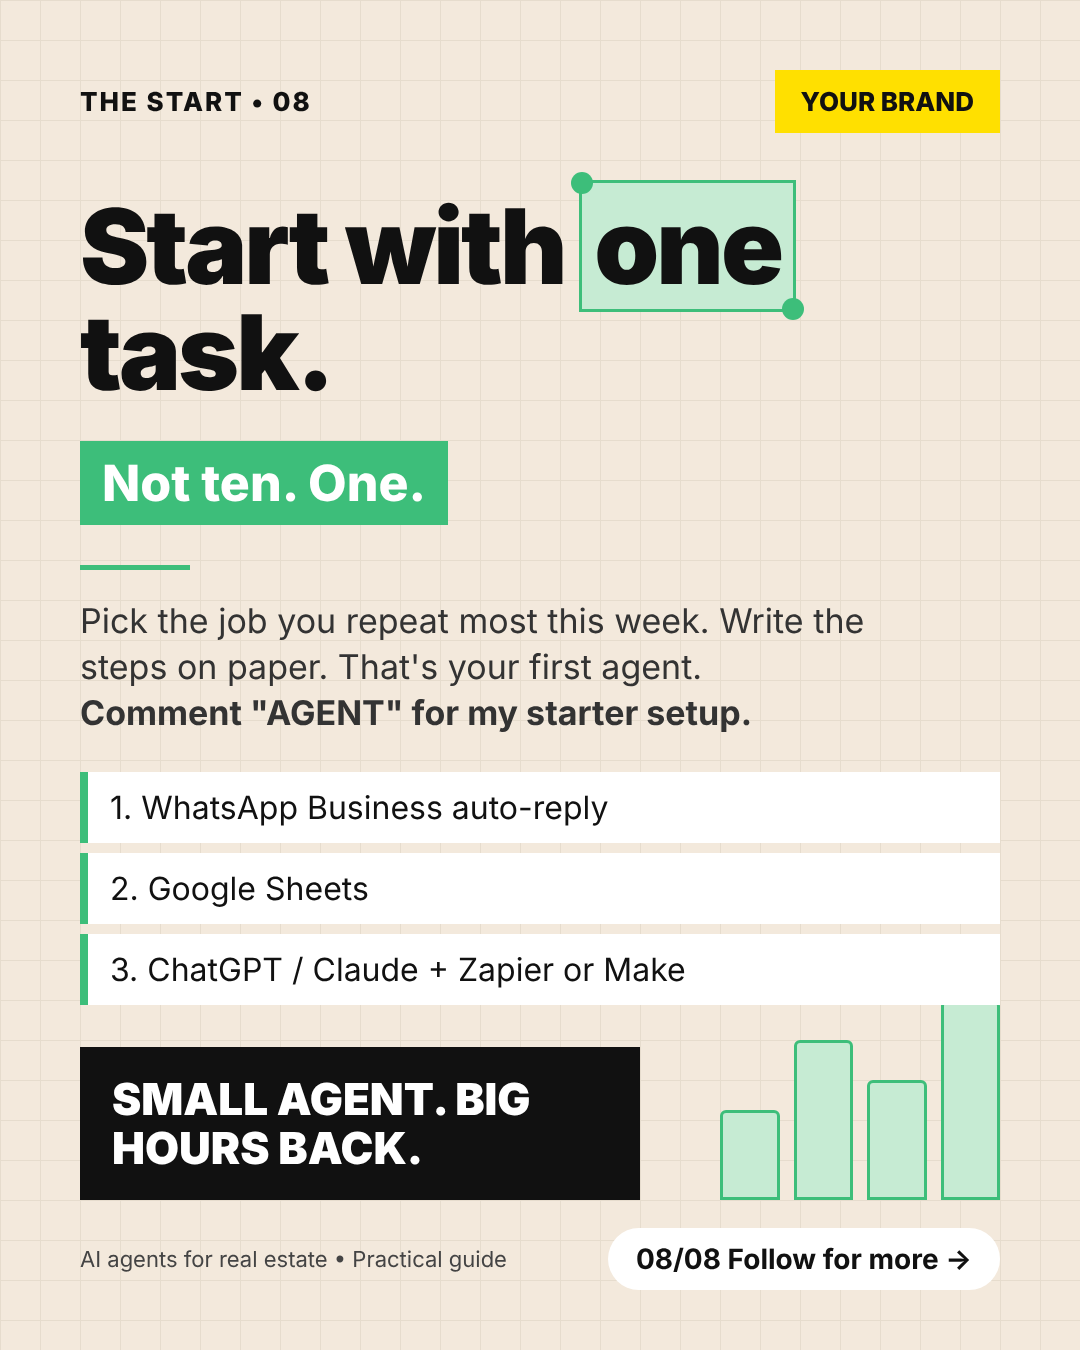 THE START • 08
YOUR BRAND
Start with one
task.
Not ten. One.
Pick the job you repeat most this week. Write the
steps on paper. That's your first agent.
Comment "AGENT" for my starter setup.
1. WhatsApp Business auto-reply
2. Google Sheets
3. ChatGPT / Claude + Zapier or Make
SMALL AGENT. BIG
HOURS BACK.
AI agents for real estate • Practical guide
08/08 Follow for more →